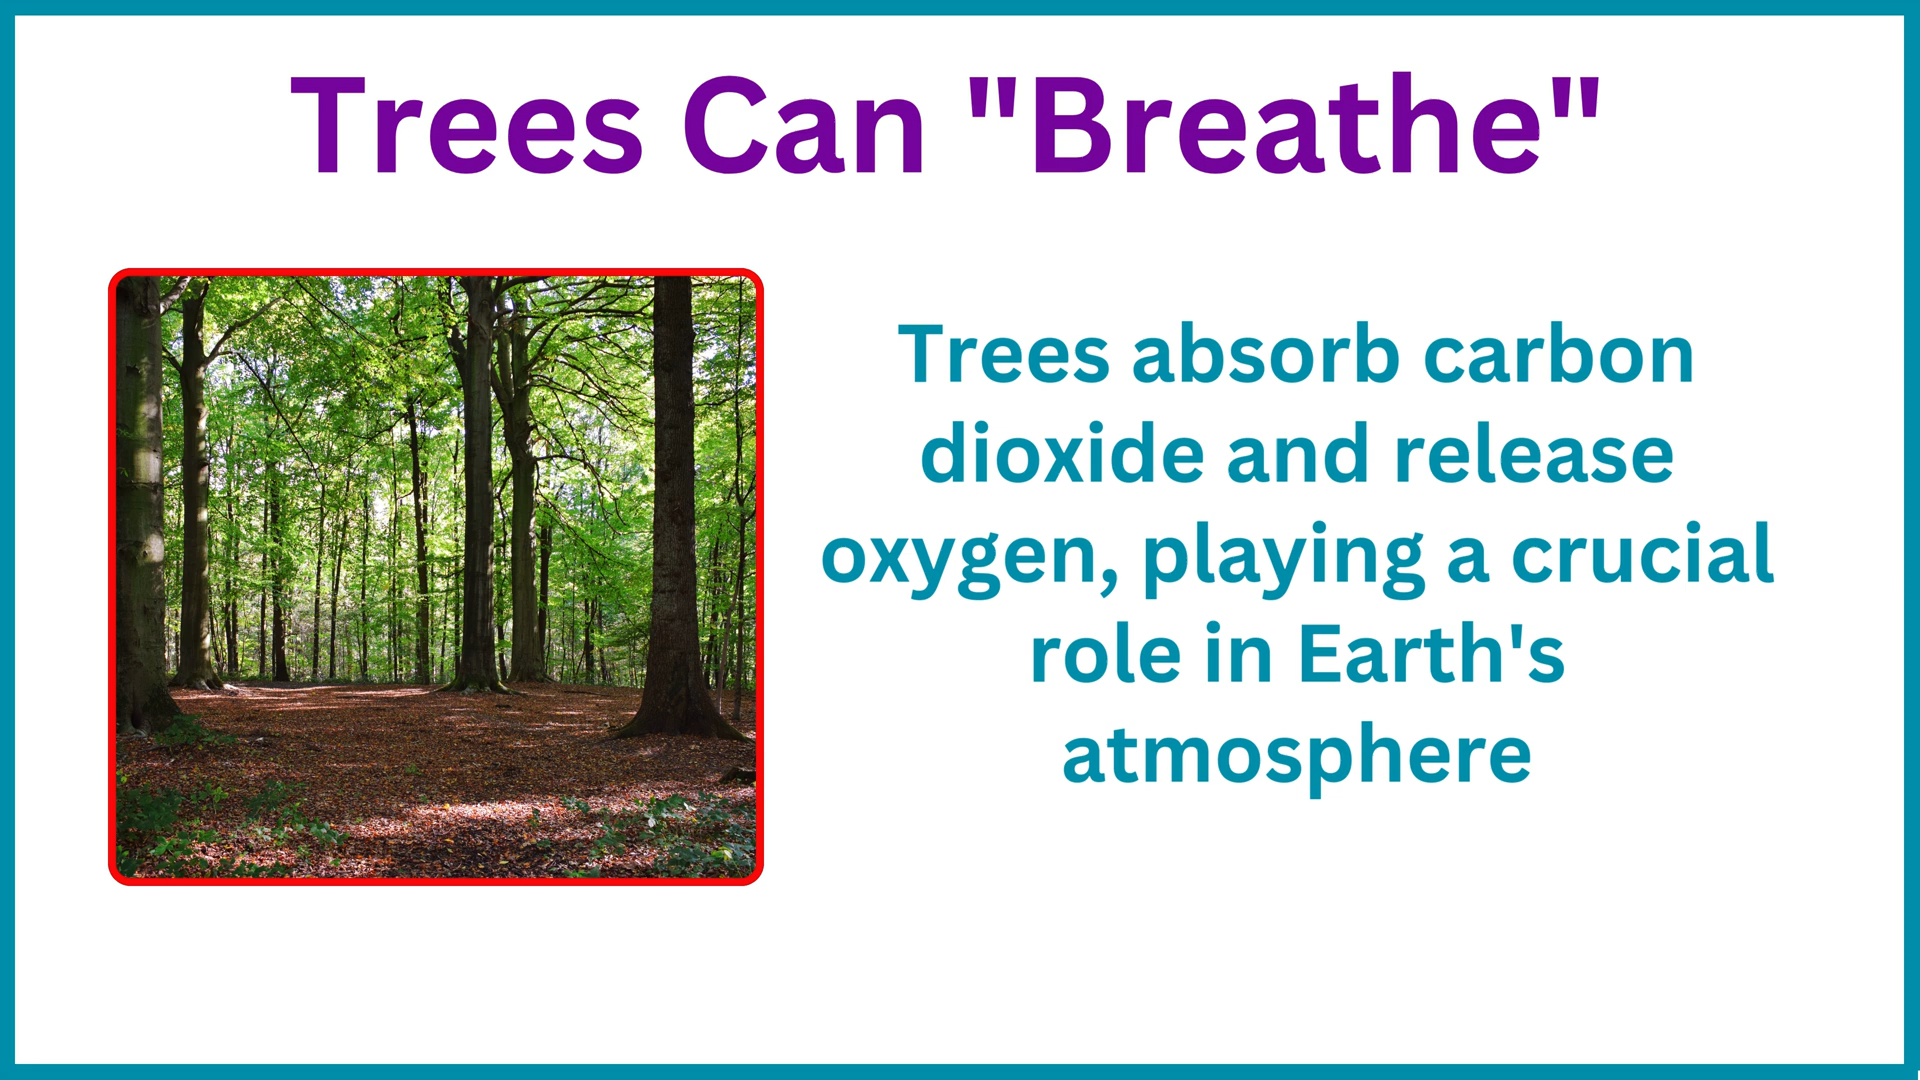 Trees Can "Breathe"
Trees absorb carbon
dioxide and release
oxygen, playing a crucial
role in Earth's
atmosphere